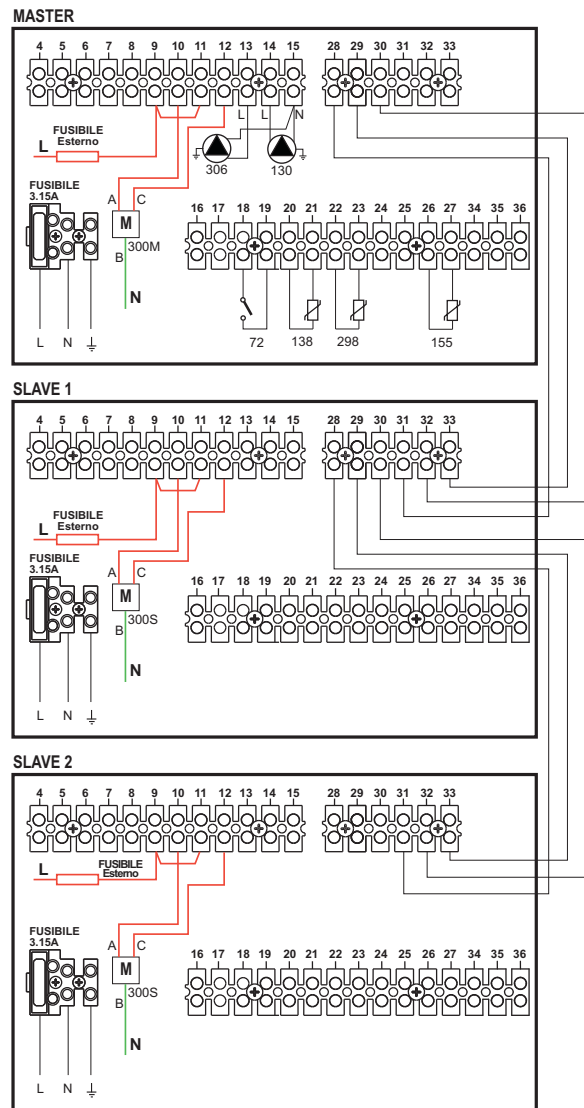 MASTER
4 5 6 7 8 9 10 11 12 13 14 15 28 29 30 31 32 33
L L N
L FUSIBILE
Esterno
306 130
FUSIBILE
3.15A
A C
M
300M
B
N
16 17 18 19 20 21 22 23 24 25 26 27 34 35 36
72 138 298 155
L N
SLAVE 1
4 5 6 7 8 9 10 11 12 13 14 15 28 29 30 31 32 33
L FUSIBILE
Esterno
FUSIBILE
3.15A
A C
M
300S
B
N
16 17 18 19 20 21 22 23 24 25 26 27 34 35 36
L N
SLAVE 2
4 5 6 7 8 9 10 11 12 13 14 15 28 29 30 31 32 33
L FUSIBILE
Esterno
FUSIBILE
3.15A
A C
M
300S
B
N
16 17 18 19 20 21 22 23 24 25 26 27 34 35 36
L N